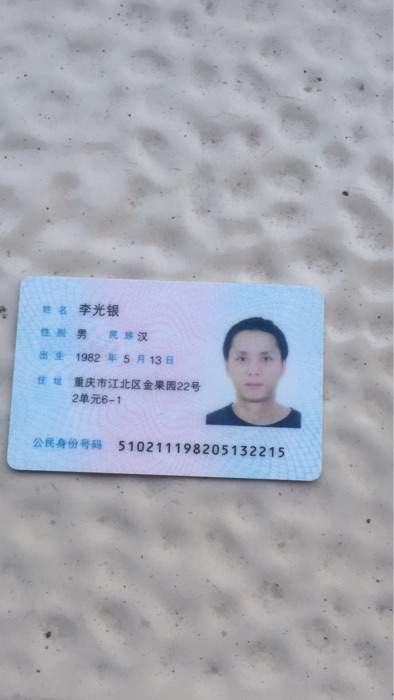 姓名 李光银
性别 男 民族 汉
出生 1982 年 5 月 13 日
住址 重庆市江北区金果园22号
2单元6-1
公民身份号码 510211198205132215